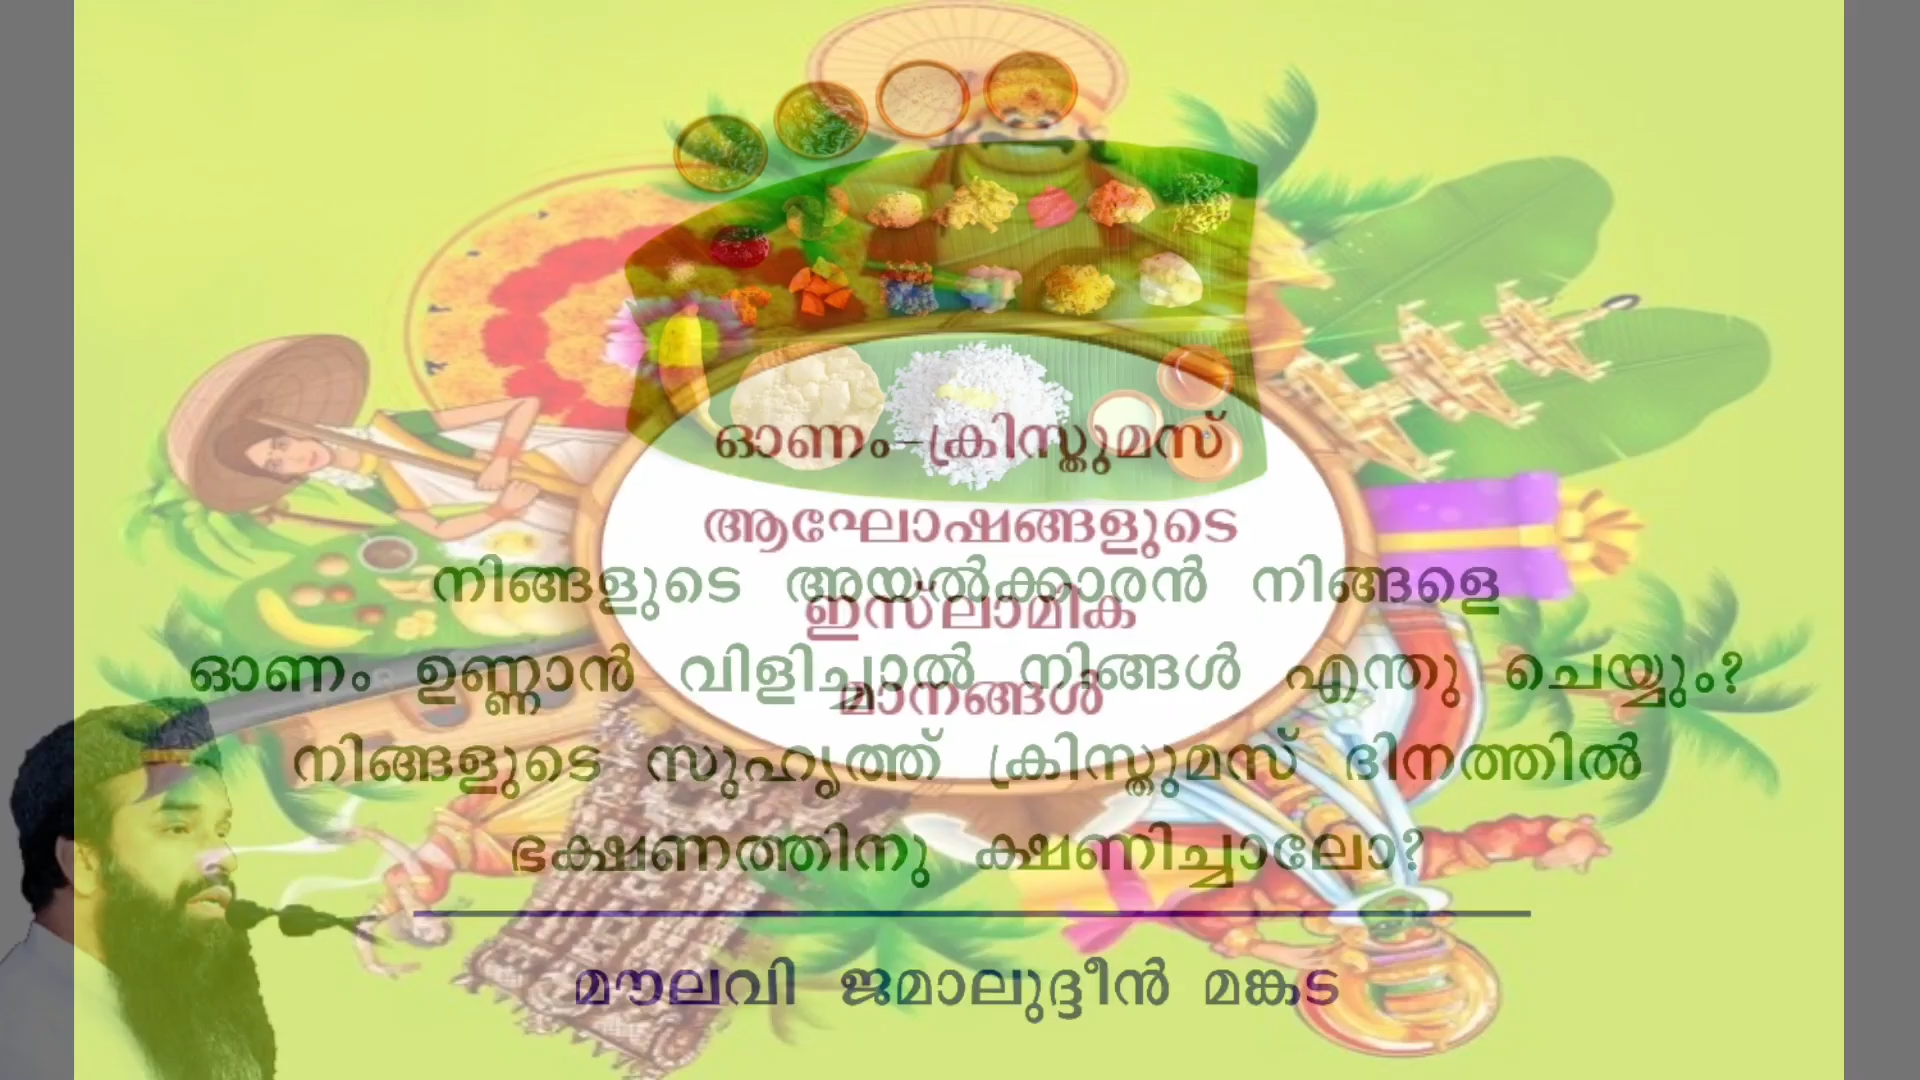 ഓണം-ക്രിസ്തുമസ്
ആഘോഷങ്ങളുടെ
ഇസ്‌ലാമിക
മാനങ്ങൾ
നിങ്ങളുടെ അയൽക്കാരൻ നിങ്ങളെ
ഓണം ഉണ്ണാൻ വിളിച്ചാൽ നിങ്ങൾ എന്തു ചെയ്യും?
നിങ്ങളുടെ സുഹൃത്ത് ക്രിസ്തുമസ് ദിനത്തിൽ
ഭക്ഷണത്തിനു ക്ഷണിച്ചാലോ?
മൗലവി ജമാലുദ്ദീൻ മങ്കട